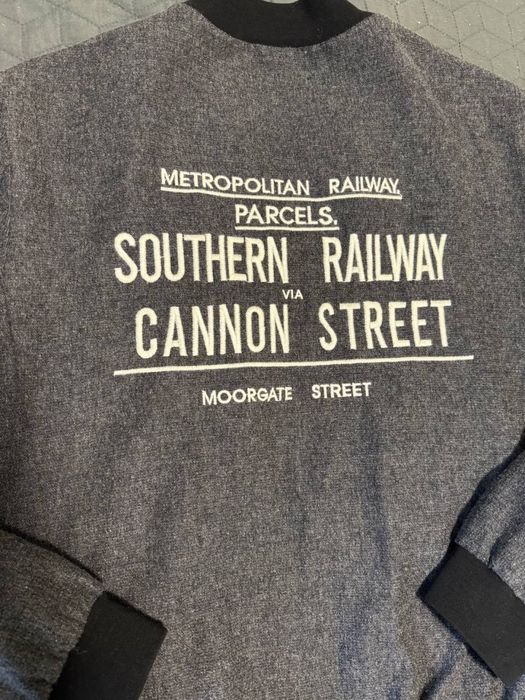 METROPOLITAN RAILWAY.
PARCELS.
SOUTHERN RAILWAY
VIA
CANNON STREET
MOORGATE STREET